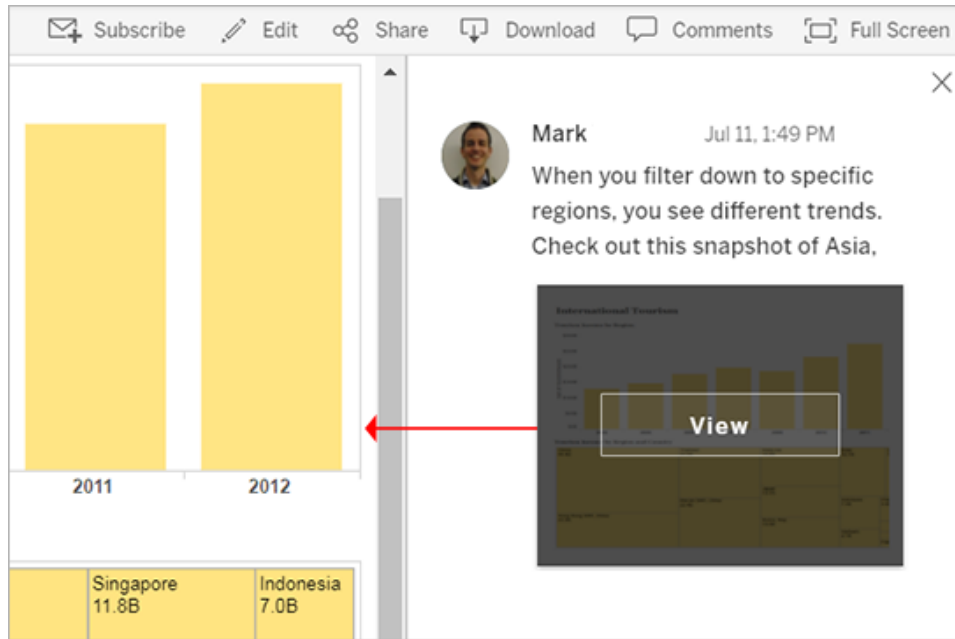 Subscribe Edit Share Download Comments Full Screen
Mark Jul 11, 1:49 PM
When you filter down to specific
regions, you see different trends.
Check out this snapshot of Asia,
International Tourism
View
2011 2012
Singapore Indonesia
11.8B 7.0B